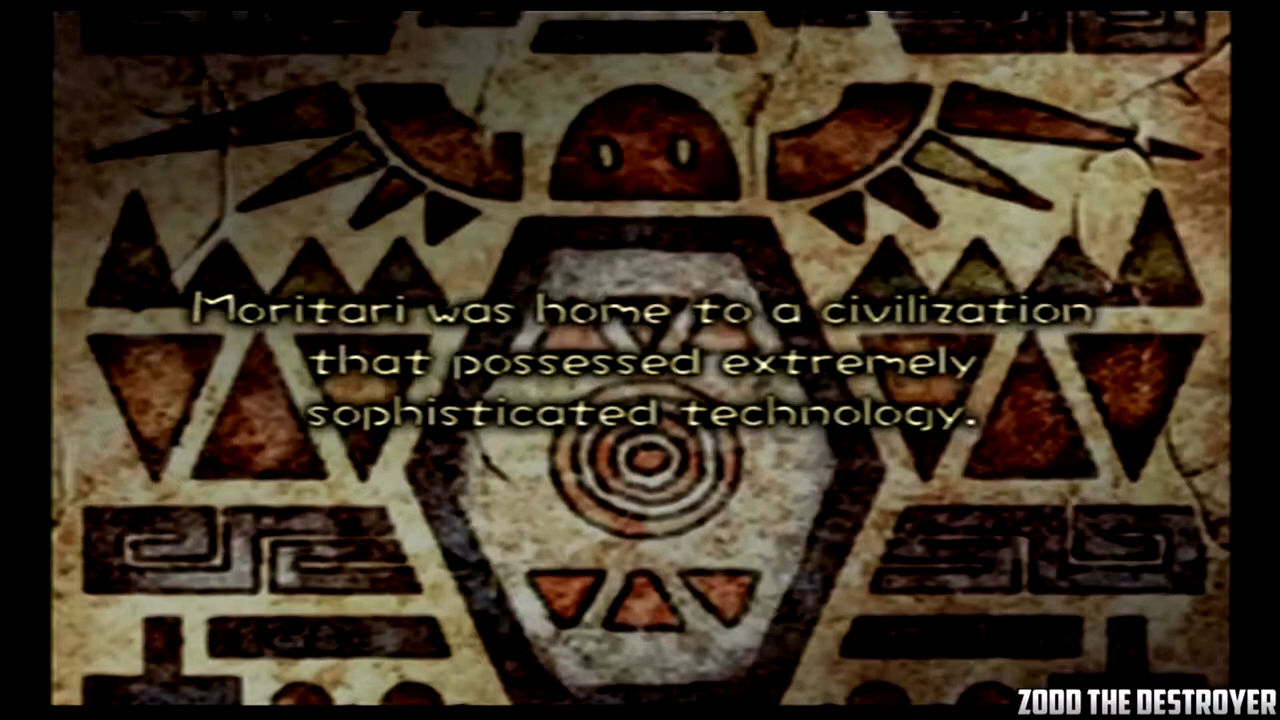 Moritari was home to a civilization
that possessed extremely
sophisticated technology.
ZODD THE DESTROYER